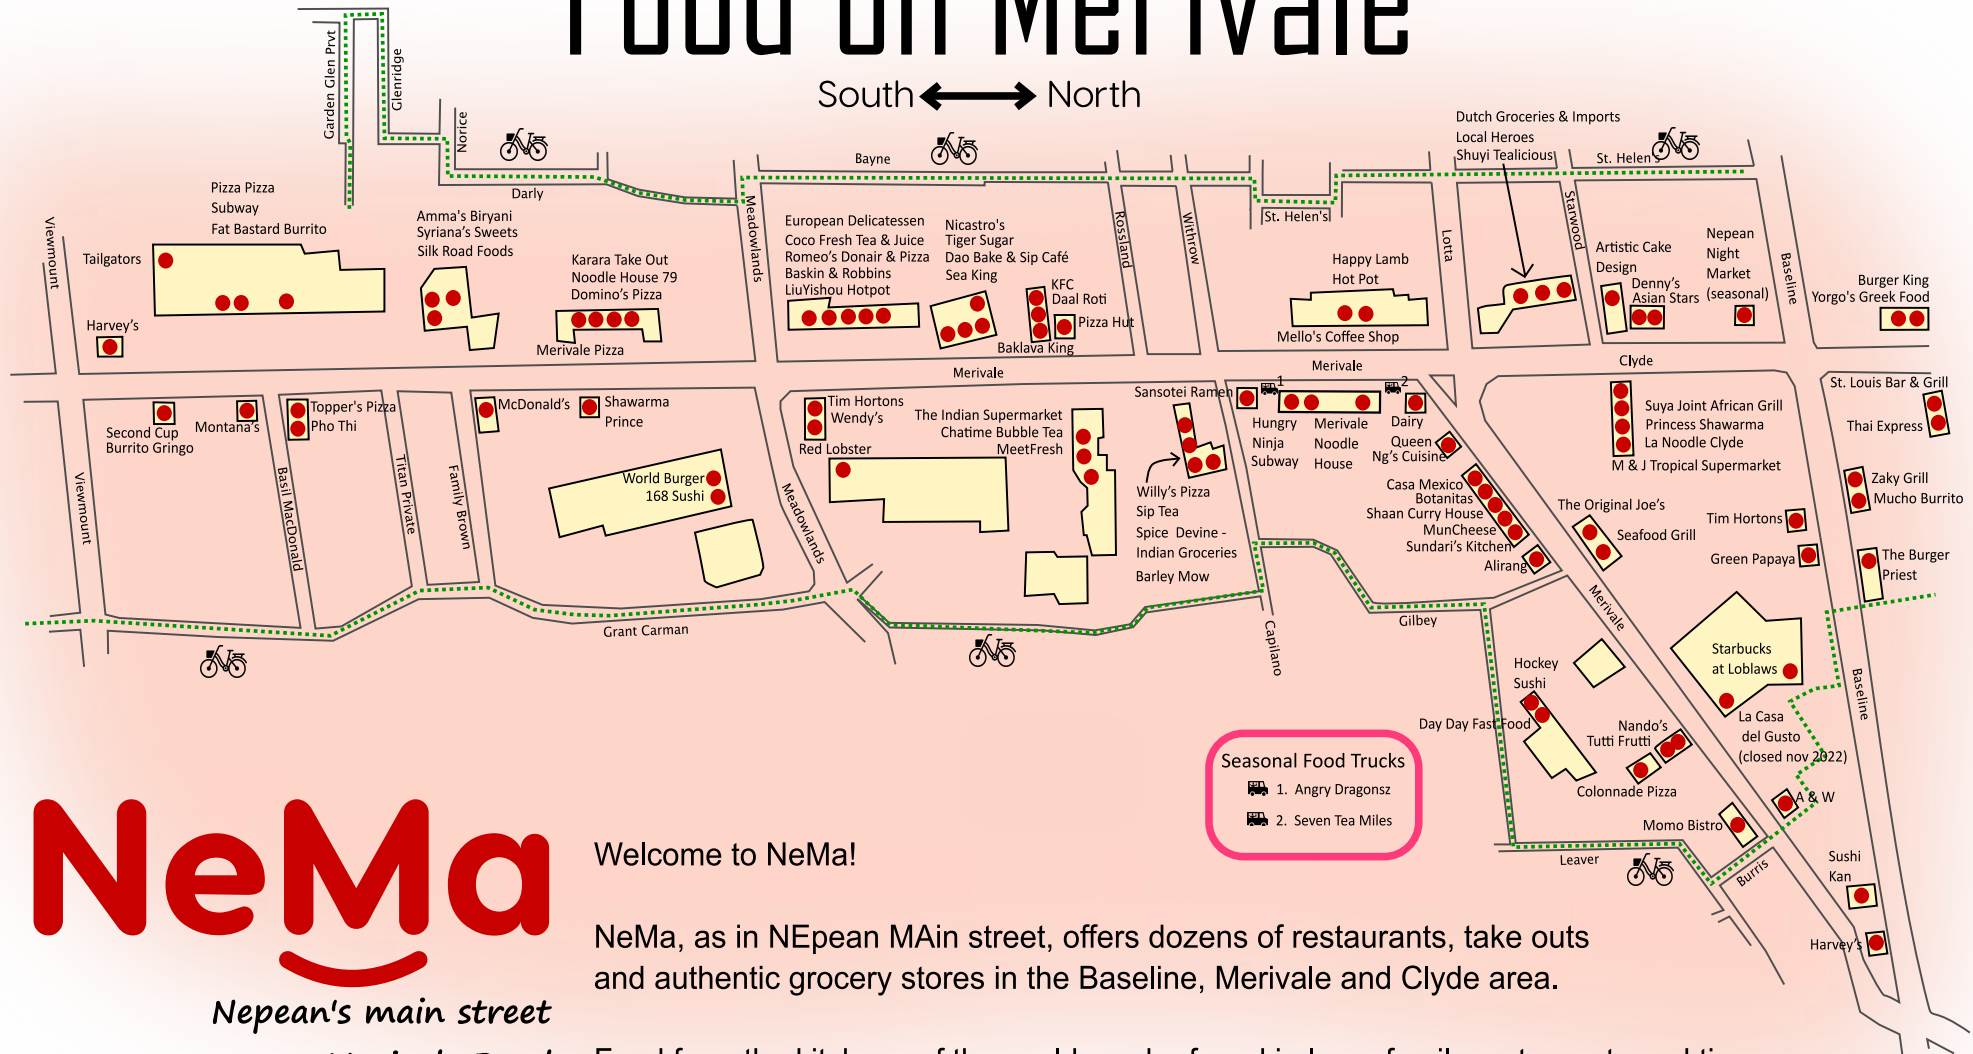 Food on Merivale
South North
Garden Glen Prvt
Glenridge
Norice
Darly
Bayne
St. Helen's
St. Helen's
Dutch Groceries & Imports
Local Heroes
Shuyi Tealicious
Viewmount
Pizza Pizza
Subway
Fat Bastard Burrito
Tailgators
Harvey's
Amma's Biryani
Syriana's Sweets
Silk Road Foods
Karara Take Out
Noodle House 79
Domino's Pizza
Merivale Pizza
Meadowlands
European Delicatessen
Coco Fresh Tea & Juice
Romeo's Donair & Pizza
Baskin & Robbins
LiuYishou Hotpot
Nicastro's
Tiger Sugar
Dao Bake & Sip Café
Sea King
KFC
Daal Roti
Pizza Hut
Baklava King
Rossland
Withrow
Happy Lamb
Hot Pot
Mello's Coffee Shop
Lotta
Starwood
Artistic Cake
Design
Denny's
Asian Stars
Nepean
Night
Market
(seasonal)
Baseline
Burger King
Yorgo's Greek Food
Merivale
Merivale
Clyde
Second Cup
Burrito Gringo
Montana's
Topper's Pizza
Pho Thi
McDonald's
Shawarma
Prince
Viewmount
Basil MacDonald
Titan Private
Family Brown
World Burger
168 Sushi
Meadowlands
Grant Carman
Tim Hortons
Wendy's
Red Lobster
The Indian Supermarket
Chatime Bubble Tea
MeetFresh
Sansotei Ramen
1
2
Willy's Pizza
Sip Tea
Spice Devine -
Indian Groceries
Barley Mow
Hungry
Ninja
Subway
Merivale
Noodle
House
Dairy
Queen
Ng's Cuisine
Casa Mexico
Botanitas
Shaan Curry House
MunCheese
Sundari's Kitchen
Alirang
Capilano
Gilbey
Suya Joint African Grill
Princess Shawarma
La Noodle Clyde
M & J Tropical Supermarket
St. Louis Bar & Grill
Thai Express
Zaky Grill
Mucho Burrito
The Original Joe's
Seafood Grill
Tim Hortons
Green Papaya
The Burger
Priest
Merivale
Baseline
Starbucks
at Loblaws
La Casa
del Gusto
(closed nov 2022)
Hockey
Sushi
Day Day Fast Food
Nando's
Tutti Frutti
Colonnade Pizza
Momo Bistro
A & W
Leaver
Burris
Sushi
Kan
Harvey's
Seasonal Food Trucks
1. Angry Dragonsz
2. Seven Tea Miles
NeMa
Nepean's main street
Welcome to NeMa!
NeMa, as in NEpean MAin street, offers dozens of restaurants, take outs
and authentic grocery stores in the Baseline, Merivale and Clyde area.